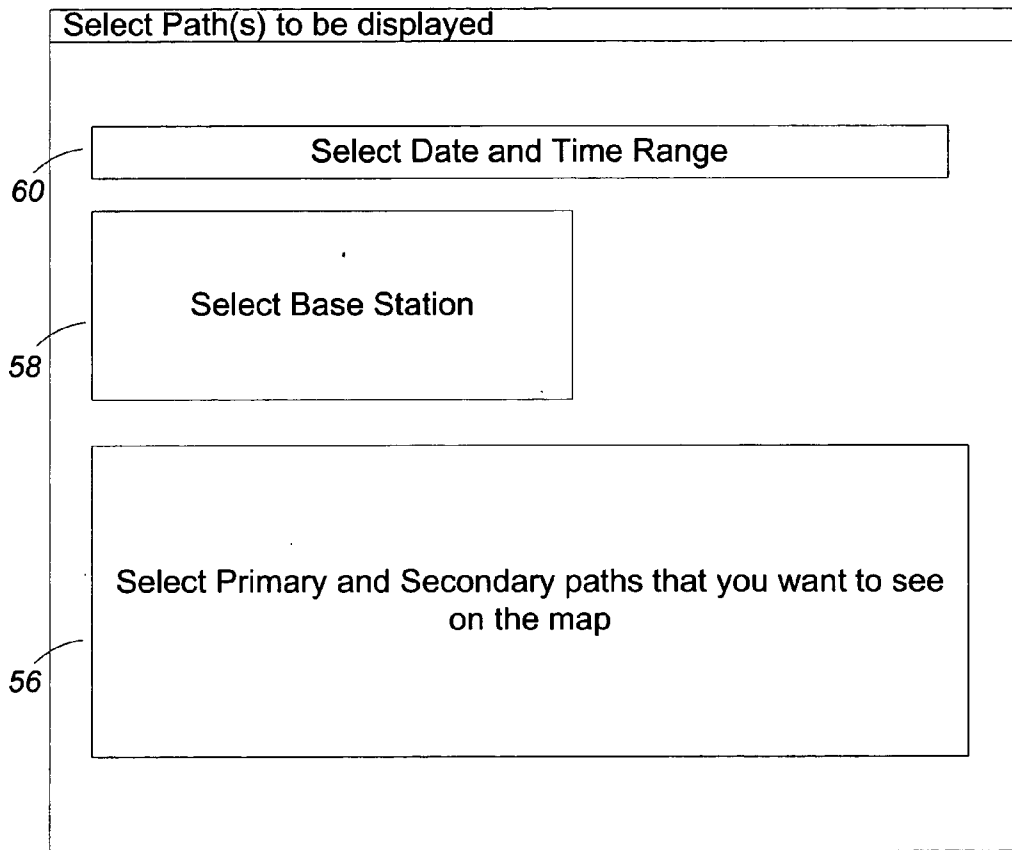 Select Path(s) to be displayed
Select Date and Time Range
60
Select Base Station
58
Select Primary and Secondary paths that you want to see
on the map
56